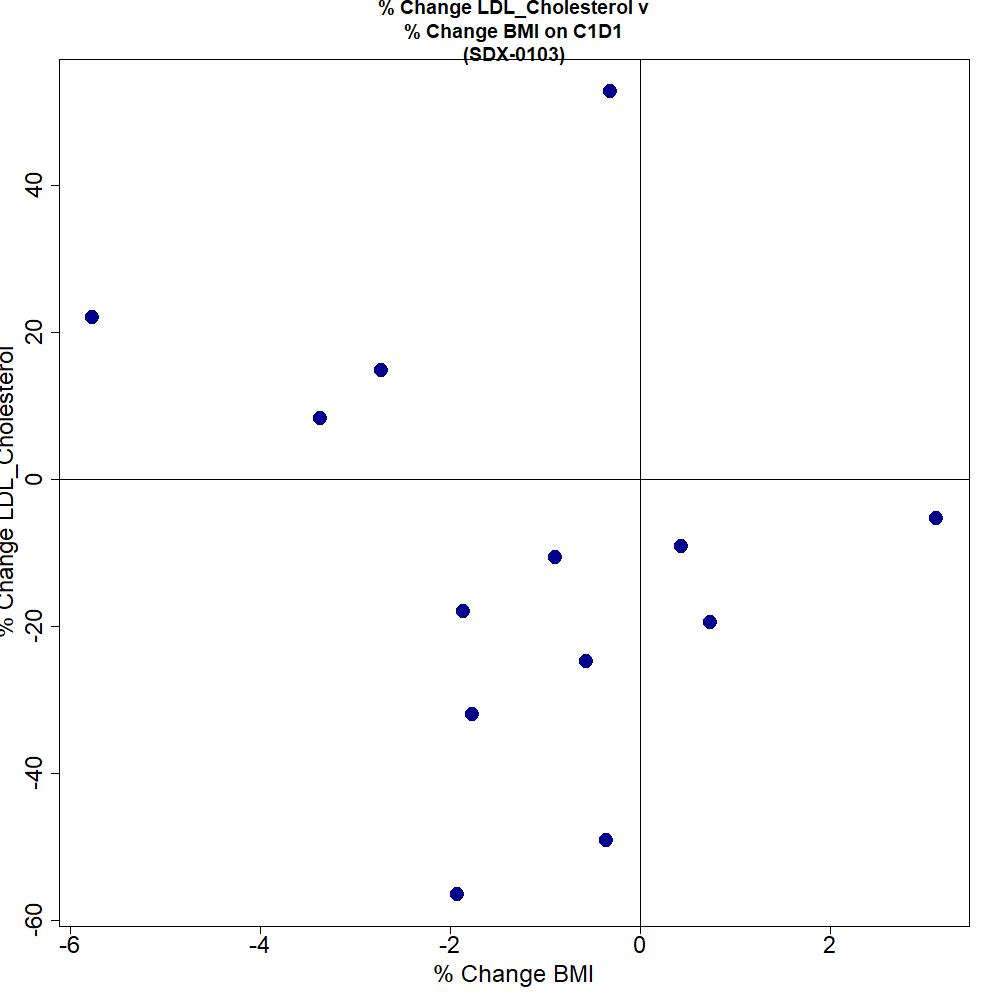 % Change LDL_Cholesterol v
% Change BMI on C1D1
(SDX-0103)
% Change LDL_Cholesterol
40
20
0
-20
-40
-60
-6
-4
-2
0
2
% Change BMI